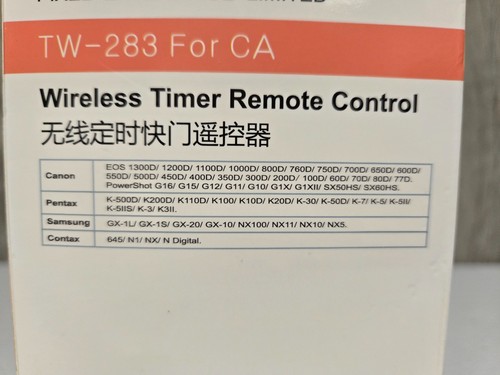 TW-283 For CA
Wireless Timer Remote Control
无线定时快门遥控器
Canon
EOS 1300D/ 1200D/ 1100D/ 1000D/ 800D/ 760D/ 750D/ 700D/ 650D/ 600D/
550D/ 500D/ 450D/ 400D/ 350D/ 300D/ 200D/ 100D/ 60D/ 70D/ 80D/ 77D.
PowerShot G16/ G15/ G12/ G11/ G10/ G1X/ G1XII/ SX50HS/ SX60HS.
Pentax
K-500D/ K200D/ K110D/ K100/ K10D/ K20D/ K-30/ K-50D/ K-7/ K-5/ K-5II/
K-5IIS/ K-3/ K3II.
Samsung
GX-1L/ GX-1S/ GX-20/ GX-10/ NX100/ NX11/ NX10/ NX5.
Contax
645/ N1/ NX/ N Digital.